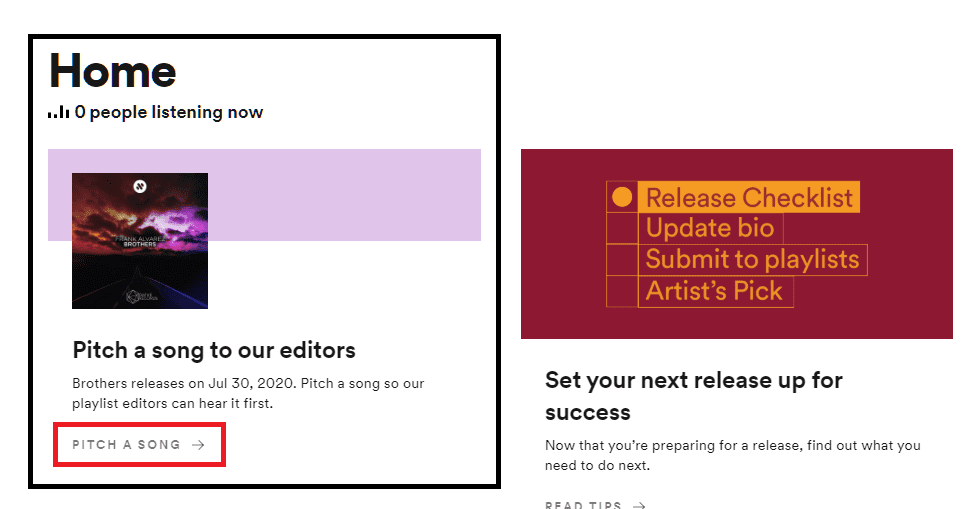 Home
0 people listening now
FRANK ALVAREZ
BROTHERS
Pitch a song to our editors
Brothers releases on Jul 30, 2020. Pitch a song so our
playlist editors can hear it first.
PITCH A SONG →
Release Checklist
Update bio
Submit to playlists
Artist's Pick
Set your next release up for
success
Now that you're preparing for a release, find out what you
need to do next.
READ TIPS →